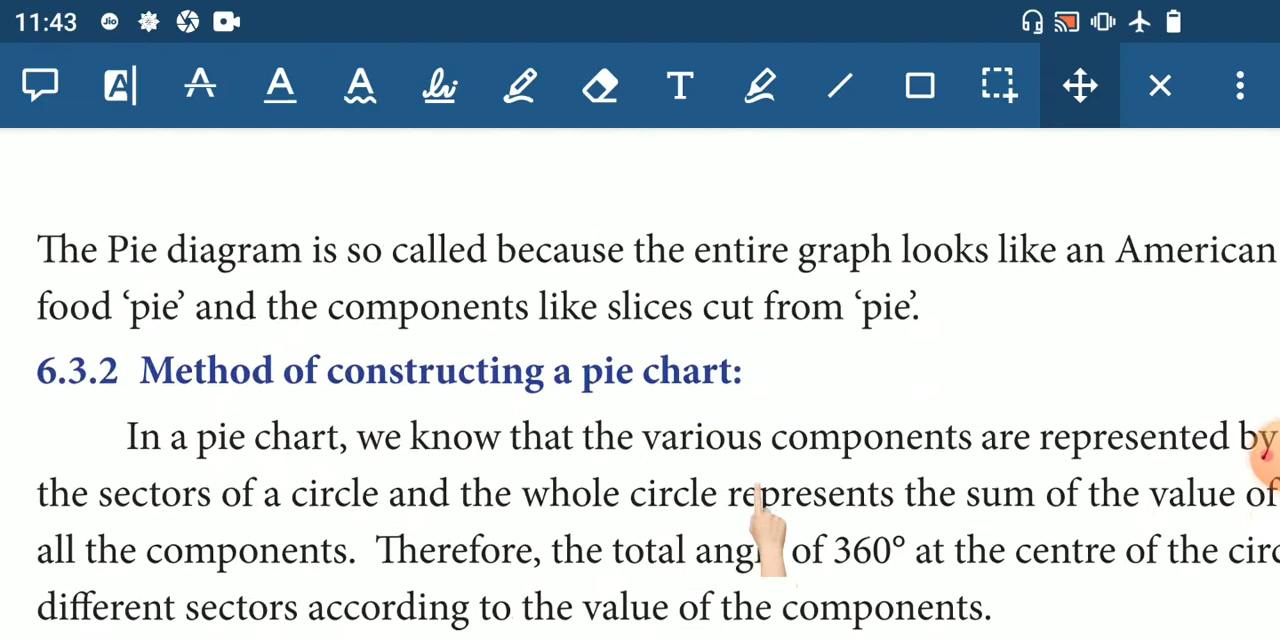 11:43 Jio
A A A A T
The Pie diagram is so called because the entire graph looks like an American
food ‘pie’ and the components like slices cut from ‘pie’.
6.3.2 Method of constructing a pie chart:
In a pie chart, we know that the various components are represented by
the sectors of a circle and the whole circle represents the sum of the value of
all the components. Therefore, the total of 360° at the centre of the
different sectors according to the value of the components.